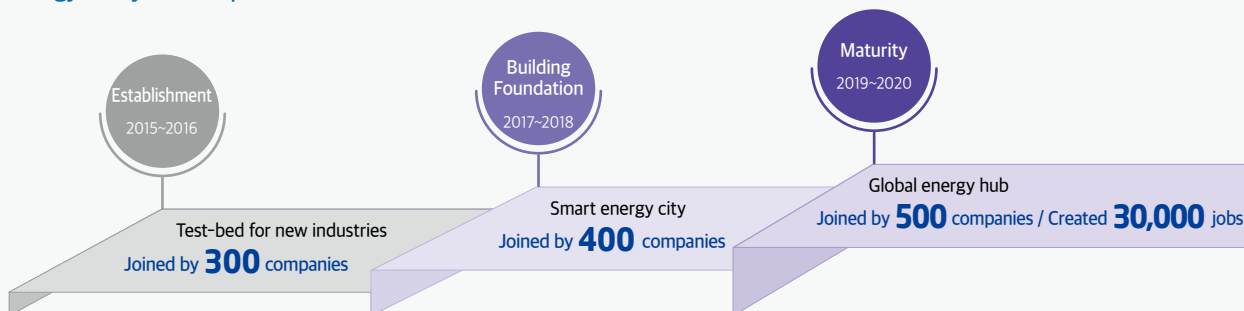 Establishment
2015~2016
Building
Foundation
2017~2018
Maturity
2019~2020
Test-bed for new industries
Joined by 300 companies
Smart energy city
Joined by 400 companies
Global energy hub
Joined by 500 companies / Created 30,000 jobs